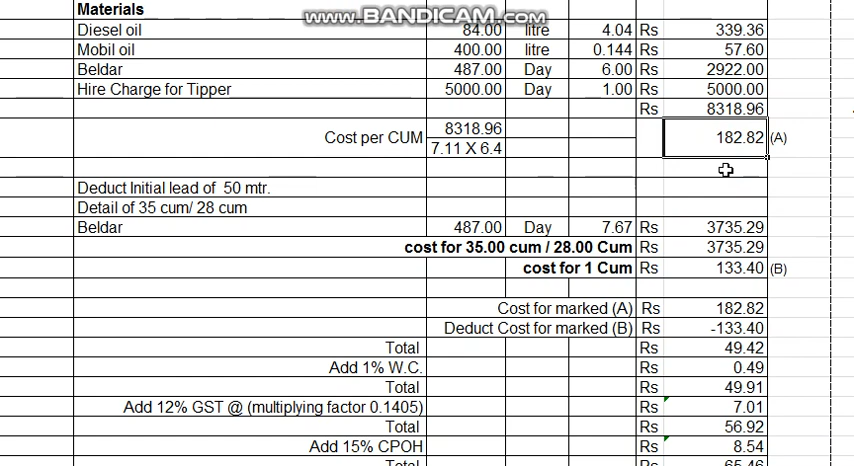 www.BANDICAM.com
Materials
Diesel oil 84.00 litre 4.04 Rs 339.36
Mobil oil 400.00 litre 0.144 Rs 57.60
Beldar 487.00 Day 6.00 Rs 2922.00
Hire Charge for Tipper 5000.00 Day 1.00 Rs 5000.00
Rs 8318.96
Cost per CUM 8318.96 182.82 (A)
7.11 X 6.4
Deduct Initial lead of 50 mtr.
Detail of 35 cum/ 28 cum
Beldar 487.00 Day 7.67 Rs 3735.29
cost for 35.00 cum / 28.00 Cum Rs 3735.29
cost for 1 Cum Rs 133.40 (B)
Cost for marked (A) Rs 182.82
Deduct Cost for marked (B) Rs -133.40
Total Rs 49.42
Add 1% W.C. Rs 0.49
Total Rs 49.91
Add 12% GST @ (multiplying factor 0.1405) Rs 7.01
Total Rs 56.92
Add 15% CPOH Rs 8.54
Total Rs 65.46